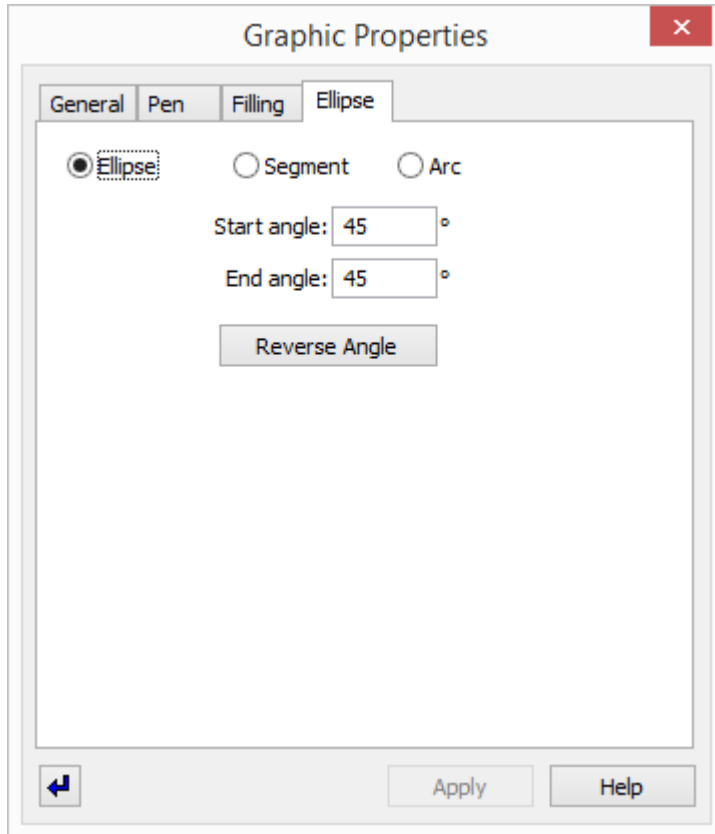 Graphic Properties
General Pen Filling Ellipse
Ellipse Segment Arc
Start angle: 45 °
End angle: 45 °
Reverse Angle
Apply Help